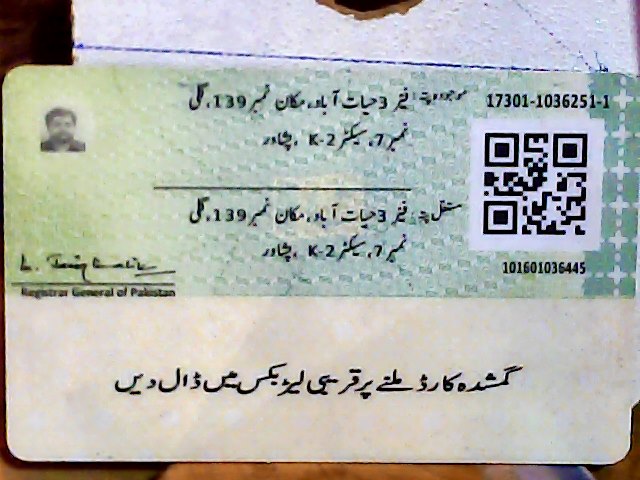 17301-1036251-1
موجودہ پتہ: فیز 3 حیات آباد، مکان نمبر 139، گلی
نمبر 7، سیکٹر K-2، پشاور
مستقل پتہ: فیز 3 حیات آباد، مکان نمبر 139، گلی
نمبر 7، سیکٹر K-2، پشاور
101601036445
Registrar General of Pakistan
گمشدہ کارڈ ملنے پر قریبی لیٹر بکس میں ڈال دیں